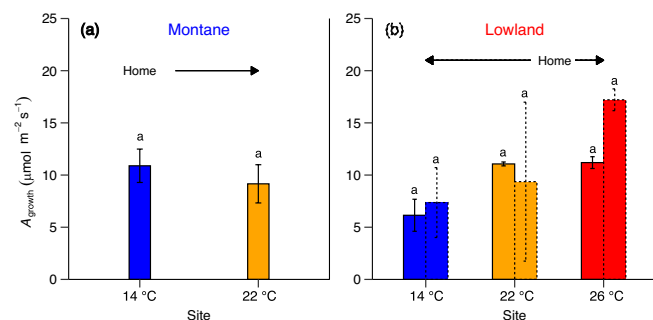 (a) Montane
(b) Lowland
Home
Home
A growth (μmol m⁻² s⁻¹)
25
20
15
10
5
0
25
20
15
10
5
0
a
a
a
a
a
a
a
a
14 °C
22 °C
14 °C
22 °C
26 °C
Site
Site